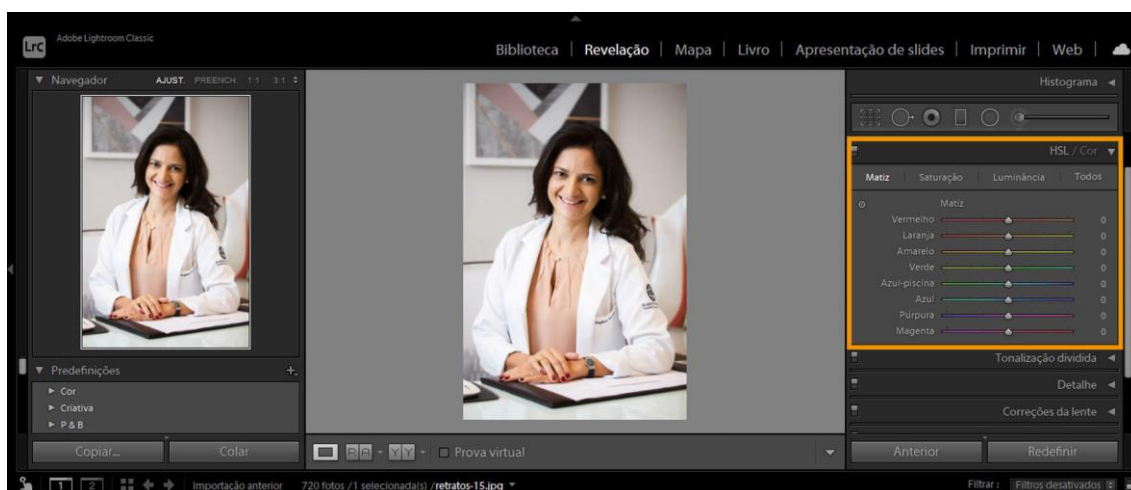 LrC
Adobe Lightroom Classic
Biblioteca | Revelação | Mapa | Livro | Apresentação de slides | Imprimir | Web |
Navegador AJUST. PREENCH. 1:1 3:1
Histograma
HSL / Cor
Matiz | Saturação | Luminância | Todos
Matiz
Vermelho 0
Laranja 0
Amarelo 0
Verde 0
Azul-piscina 0
Azul 0
Púrpura 0
Magenta 0
Predefinições +
Cor
Criativa
P & B
Tonalização dividida
Detalhe
Correções da lente
Copiar... Colar
R A Y Y Prova virtual
Anterior Redefinir
1 2 Importação anterior 720 fotos /1 selecionada(s) /retratos-15.jpg
Filtrar : Filtros desativados